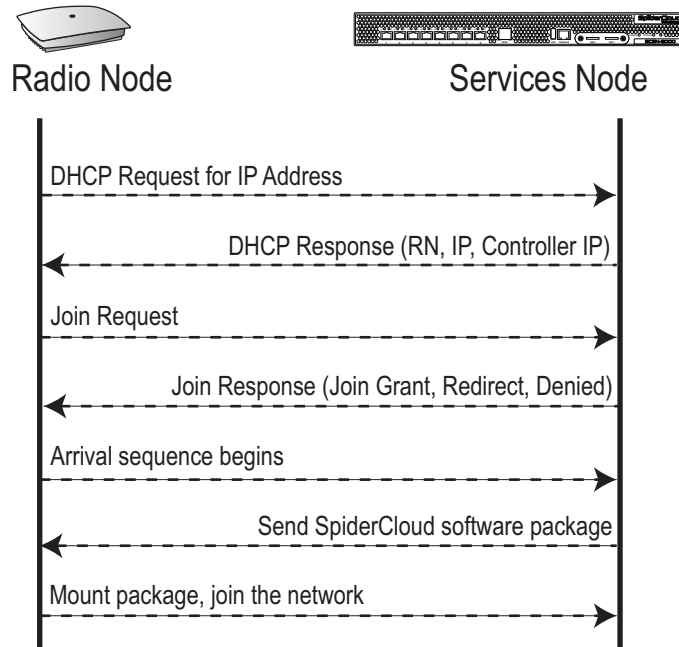 SpiderCloud
Radio Node
Services Node
DHCP Request for IP Address
DHCP Response (RN, IP, Controller IP)
Join Request
Join Response (Join Grant, Redirect, Denied)
Arrival sequence begins
Send SpiderCloud software package
Mount package, join the network